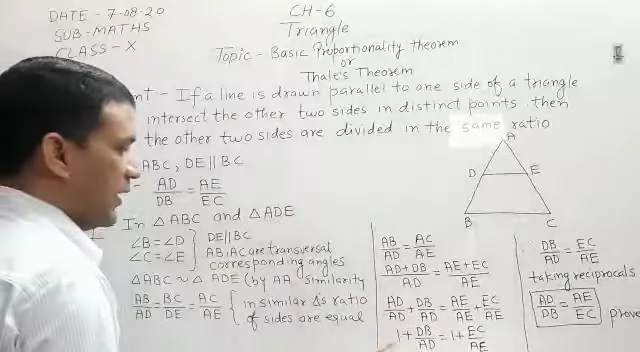 DATE - 7-08-20
SUB-MATHS
CLASS-X
CH-6
Triangle
Topic - Basic Proportionality theorem
or
Thale's Theorem
nt - If a line is drawn parallel to one side of a triangle
intersect the other two sides in distinct points then
the other two sides are divided in the same ratio
ABC, DE || BC
AD/DB = AE/EC
In △ABC and △ADE
∠B=∠D
∠C=∠E
DE||BC
AB, AC are transversal
corresponding angles
△ABC ~ △ADE (by AA similarity
AB/AD = BC/DE = AC/AE { in similar △'s ratio
of sides are equal
AB/AD = AC/AE
AD+DB/AD = AE+EC/AE
AD/AD + DB/AD = AE/AE + EC/AE
1+DB/AD = 1+EC/AE
DB/AD = EC/AE
taking reciprocals
AD/DB = AE/EC prove
A
D E
B C